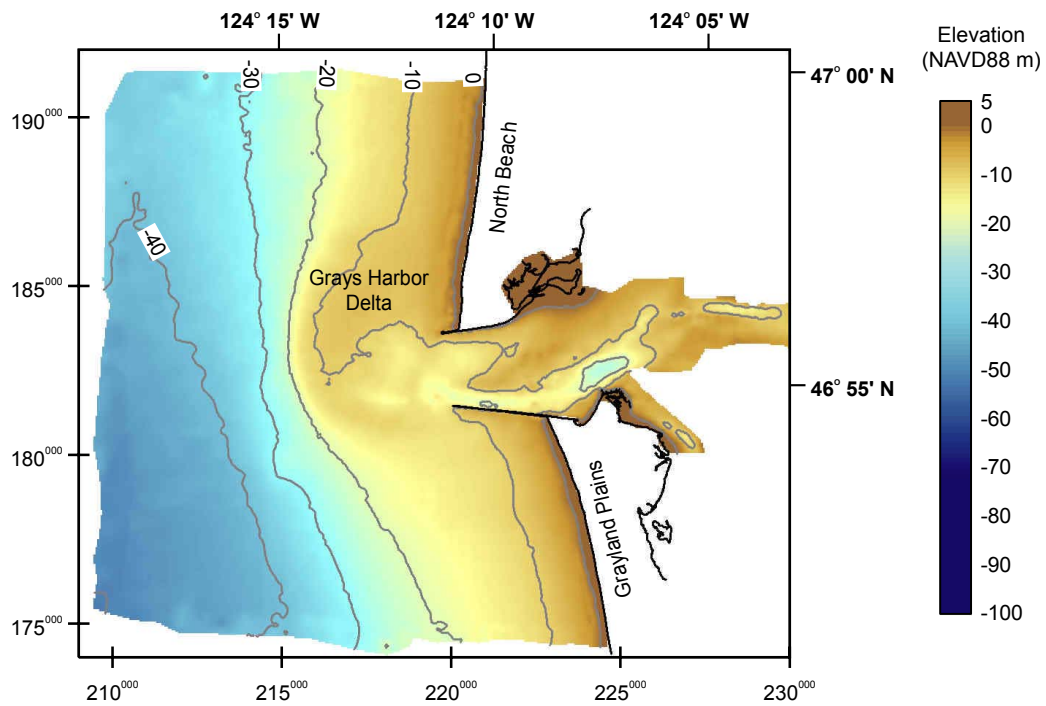 124° 15' W 124° 10' W 124° 05' W
Elevation
(NAVD88 m)
-30 -20 -10 0
47° 00' N
5
0
-10
-20
-30
-40
-50
-60
-70
-80
-90
-100
190000
North Beach
-40
185000
Grays Harbor
Delta
46° 55' N
180000
Grayland Plains
175000
210000 215000 220000 225000 230000